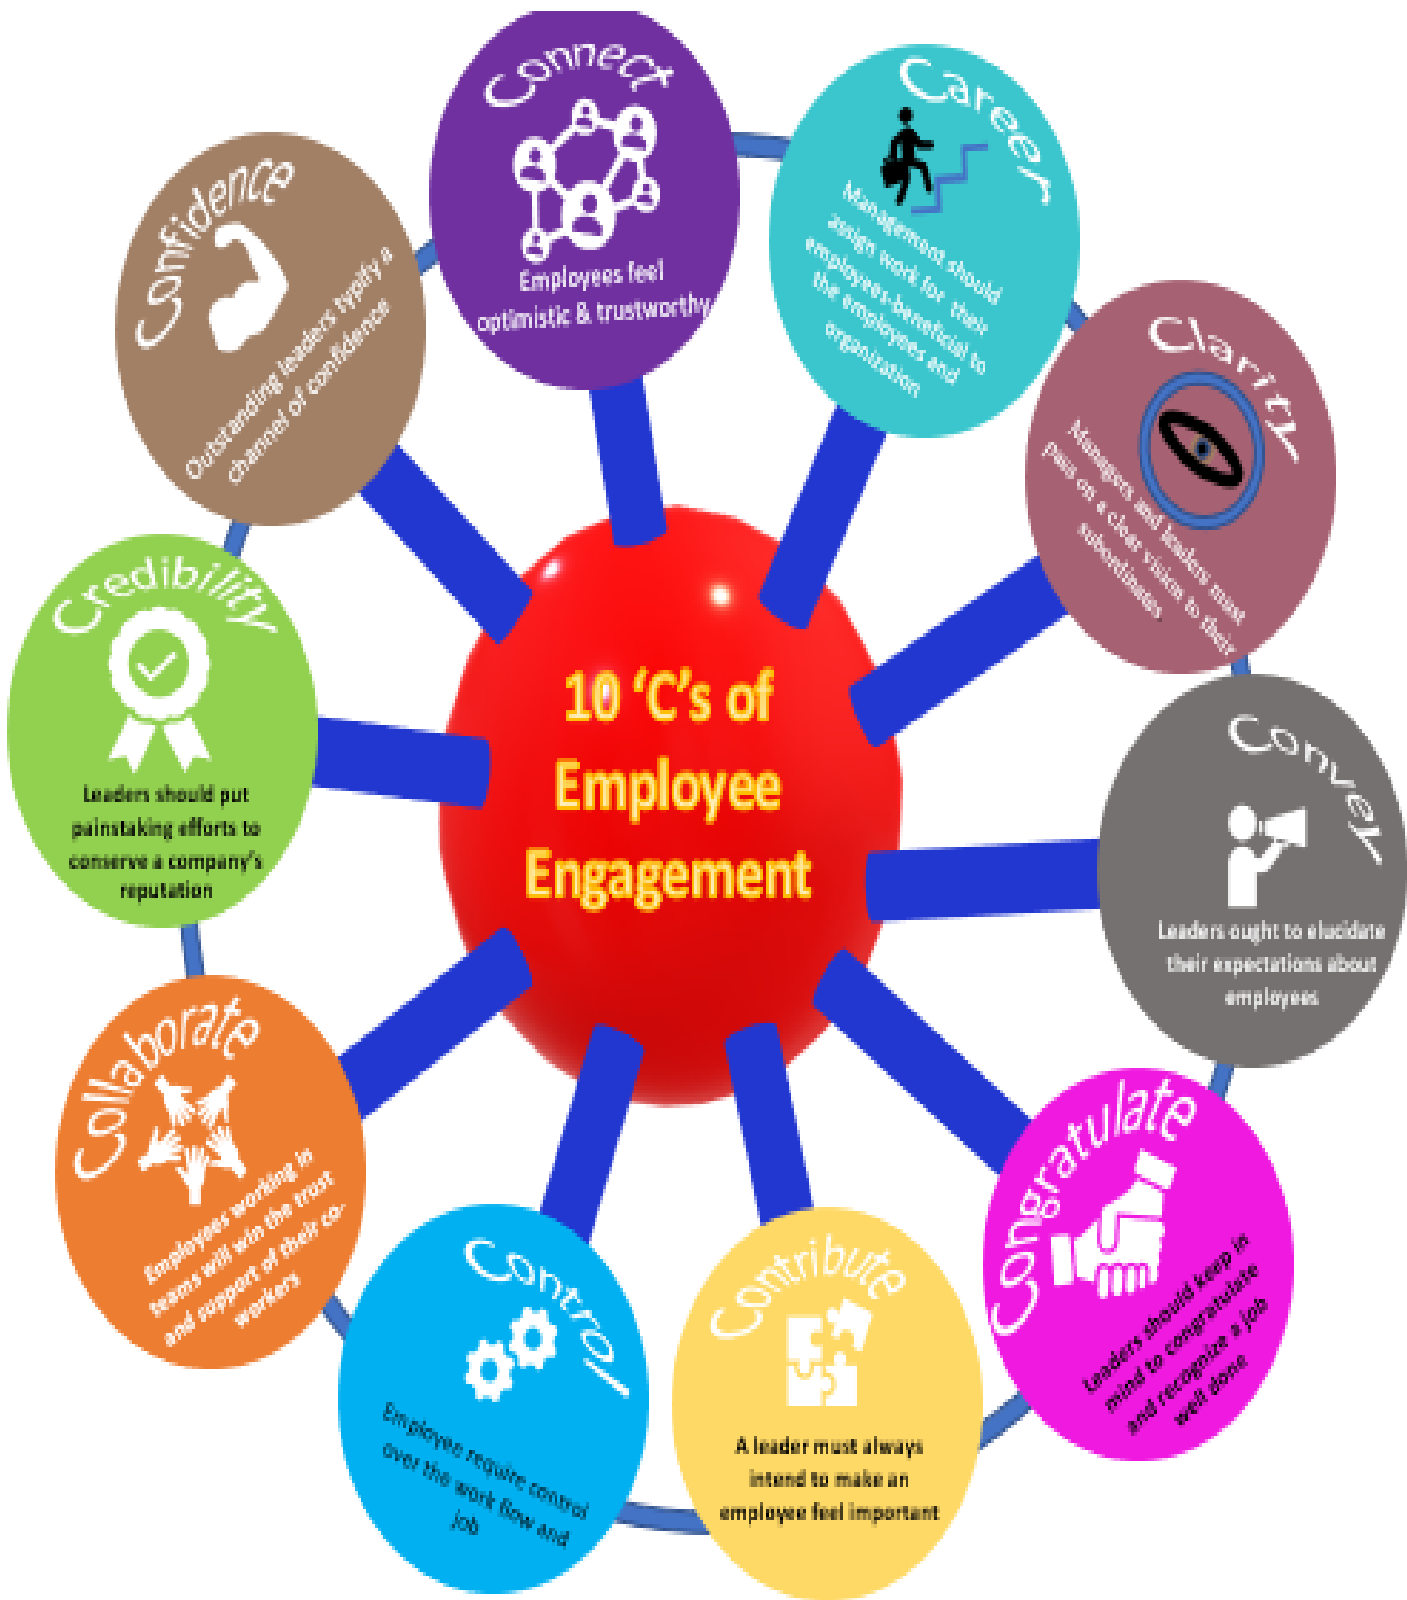 10 ‘C’s of
Employee
Engagement
Connect
Employees feel
optimistic & trustworthy
Career
Management should
assign work for their
employees-beneficial to
the employees and
organization
Clarity
Managers and leaders must
pass on a clear vision to their
subordinates
Convey
Leaders ought to elucidate
their expectations about
employees
Congratulate
Leaders should keep in
mind to congratulate
and recognize a job
well done
Contribute
A leader must always
intend to make an
employee feel important
Control
Employee require control
over the work flow and
job
Collaborate
Employees working in
teams will win the trust
and support of their co-
workers
Credibility
Leaders should put
painstaking efforts to
conserve a company’s
reputation
Confidence
Outstanding leaders typify a
channel of confidence